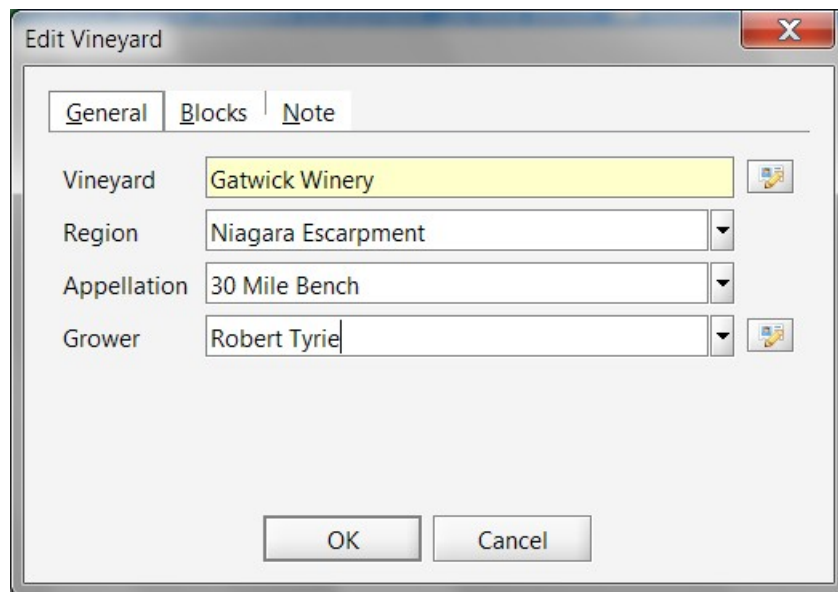 Edit Vineyard
General Blocks Note
Vineyard Gatwick Winery
Region Niagara Escarpment
Appellation 30 Mile Bench
Grower Robert Tyrie
OK Cancel